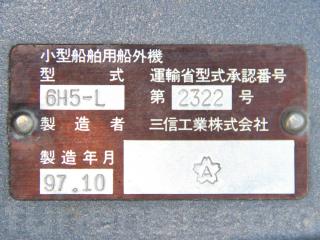 小型船舶用船外機
型式 運輸省型式承認番号
6H5-L 第 2322 号
製造者 三信工業株式会社
製造年月
97.10 A